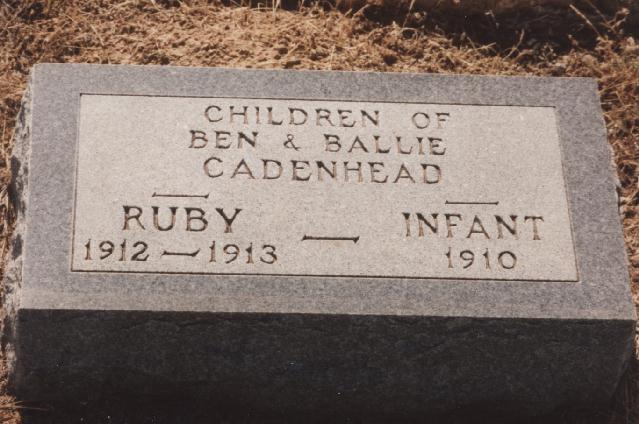 CHILDREN OF
BEN & BALLIE
CADENHEAD
RUBY — INFANT
1912 — 1913 1910